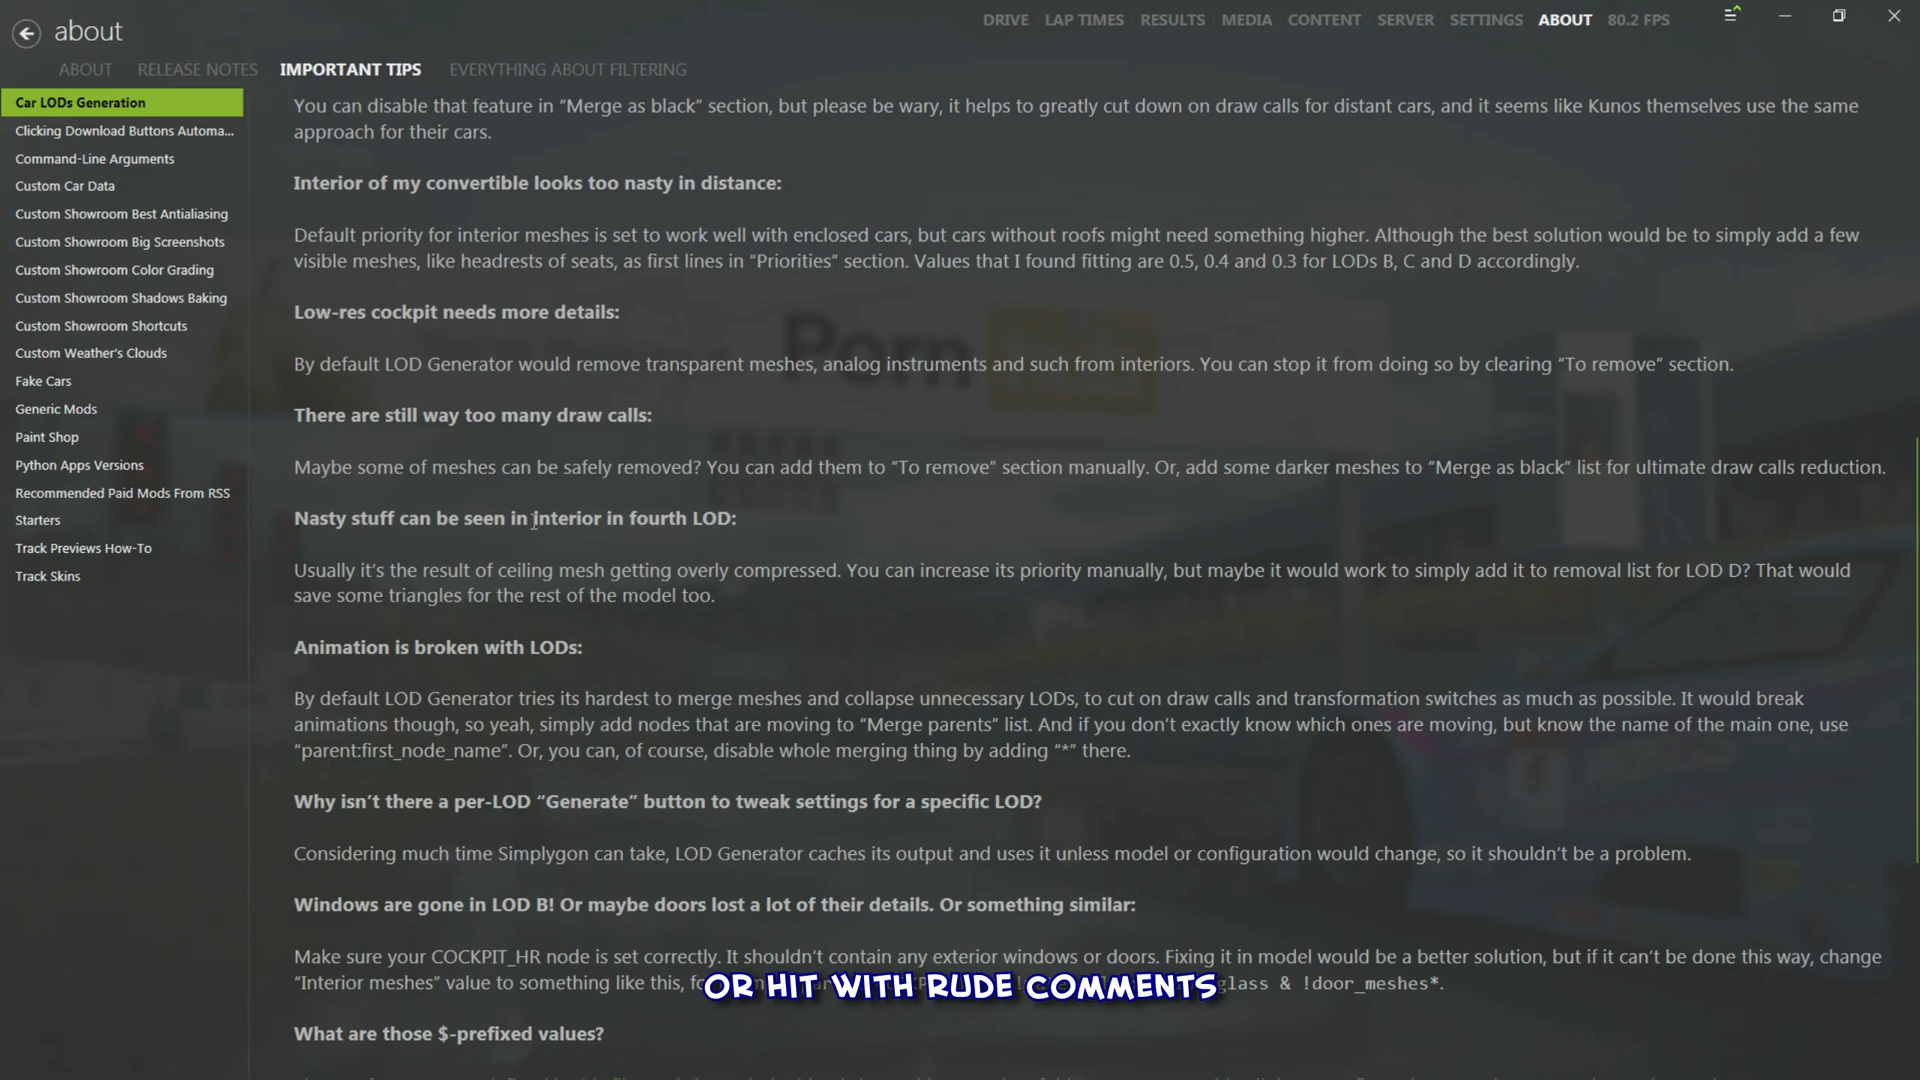 about
DRIVE LAP TIMES RESULTS MEDIA CONTENT SERVER SETTINGS ABOUT 80.2 FPS
ABOUT RELEASE NOTES IMPORTANT TIPS EVERYTHING ABOUT FILTERING
Car LODs Generation
Clicking Download Buttons Automa...
Command-Line Arguments
Custom Car Data
Custom Showroom Best Antialiasing
Custom Showroom Big Screenshots
Custom Showroom Color Grading
Custom Showroom Shadows Baking
Custom Showroom Shortcuts
Custom Weather's Clouds
Fake Cars
Generic Mods
Paint Shop
Python Apps Versions
Recommended Paid Mods From RSS
Starters
Track Previews How-To
Track Skins
You can disable that feature in “Merge as black” section, but please be wary, it helps to greatly cut down on draw calls for distant cars, and it seems like Kunos themselves use the same
approach for their cars.
Interior of my convertible looks too nasty in distance:
Default priority for interior meshes is set to work well with enclosed cars, but cars without roofs might need something higher. Although the best solution would be to simply add a few
visible meshes, like headrests of seats, as first lines in “Priorities” section. Values that I found fitting are 0.5, 0.4 and 0.3 for LODs B, C and D accordingly.
Low-res cockpit needs more details:
Porn hub
By default LOD Generator would remove transparent meshes, analog instruments and such from interiors. You can stop it from doing so by clearing “To remove” section.
There are still way too many draw calls:
Maybe some of meshes can be safely removed? You can add them to “To remove” section manually. Or, add some darker meshes to “Merge as black” list for ultimate draw calls reduction.
Nasty stuff can be seen in interior in fourth LOD:
Usually it’s the result of ceiling mesh getting overly compressed. You can increase its priority manually, but maybe it would work to simply add it to removal list for LOD D? That would
save some triangles for the rest of the model too.
Animation is broken with LODs:
By default LOD Generator tries its hardest to merge meshes and collapse unnecessary LODs, to cut on draw calls and transformation switches as much as possible. It would break
animations though, so yeah, simply add nodes that are moving to “Merge parents” list. And if you don’t exactly know which ones are moving, but know the name of the main one, use
“parent:first_node_name”. Or, you can, of course, disable whole merging thing by adding “*” there.
Why isn’t there a per-LOD “Generate” button to tweak settings for a specific LOD?
Considering much time Simplygon can take, LOD Generator caches its output and uses it unless model or configuration would change, so it shouldn’t be a problem.
Windows are gone in LOD B! Or maybe doors lost a lot of their details. Or something similar:
Make sure your COCKPIT_HR node is set correctly. It shouldn’t contain any exterior windows or doors. Fixing it in model would be a better solution, but if it can’t be done this way, change
“Interior meshes” value to something like this, fo glass & !door_meshes*.
OR HIT WITH RUDE COMMENTS
What are those $-prefixed values?